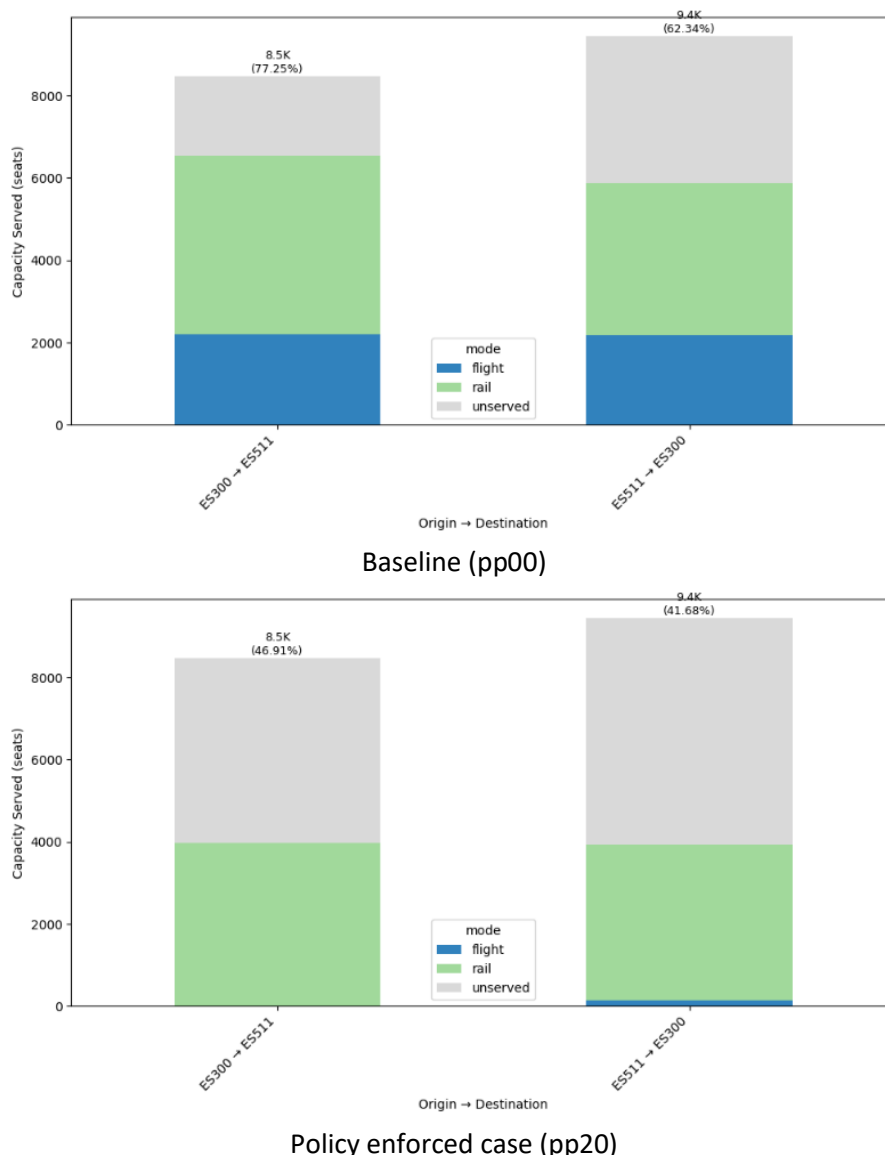 9.4K
(62.34%)
8.5K
(77.25%)
8000
6000
4000
2000
0
Capacity Served (seats)
mode
flight
rail
unserved
ES300 → ES511
ES511 → ES300
Origin → Destination
Baseline (pp00)
9.4K
(41.68%)
8.5K
(46.91%)
8000
6000
4000
2000
0
Capacity Served (seats)
mode
flight
rail
unserved
ES300 → ES511
ES511 → ES300
Origin → Destination
Policy enforced case (pp20)